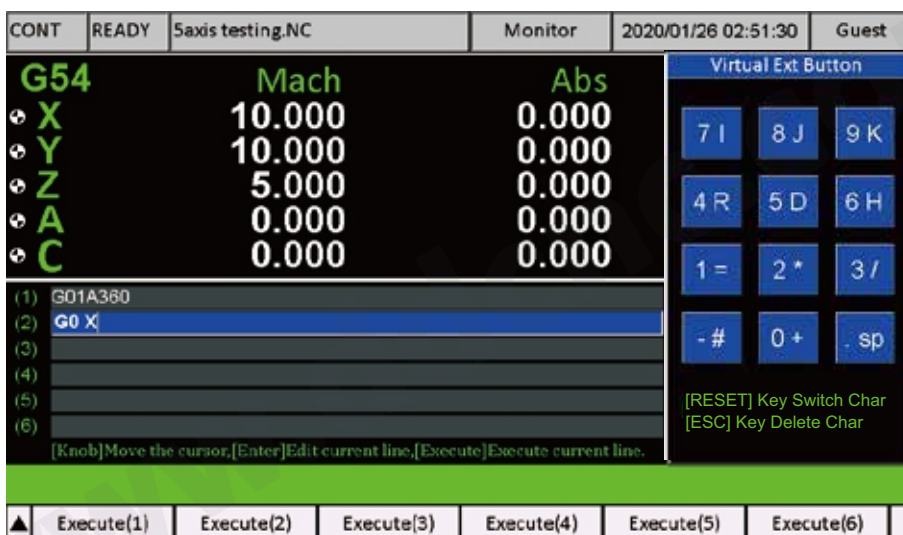 CONT READY 5axis testing.NC Monitor 2020/01/26 02:51:30 Guest
G54 Mach Abs
X 10.000 0.000
Y 10.000 0.000
Z 5.000 0.000
A 0.000 0.000
C 0.000 0.000
(1) G01A360
(2) G0 X
(3)
(4)
(5)
(6)
[Knob]Move the cursor,[Enter]Edit current line,[Execute]Execute current line.
Virtual Ext Button
7 I 8 J 9 K
4 R 5 D 6 H
1 = 2 * 3 /
- # 0 + . sp
[RESET] Key Switch Char
[ESC] Key Delete Char
▲ Execute(1) Execute(2) Execute(3) Execute(4) Execute(5) Execute(6)